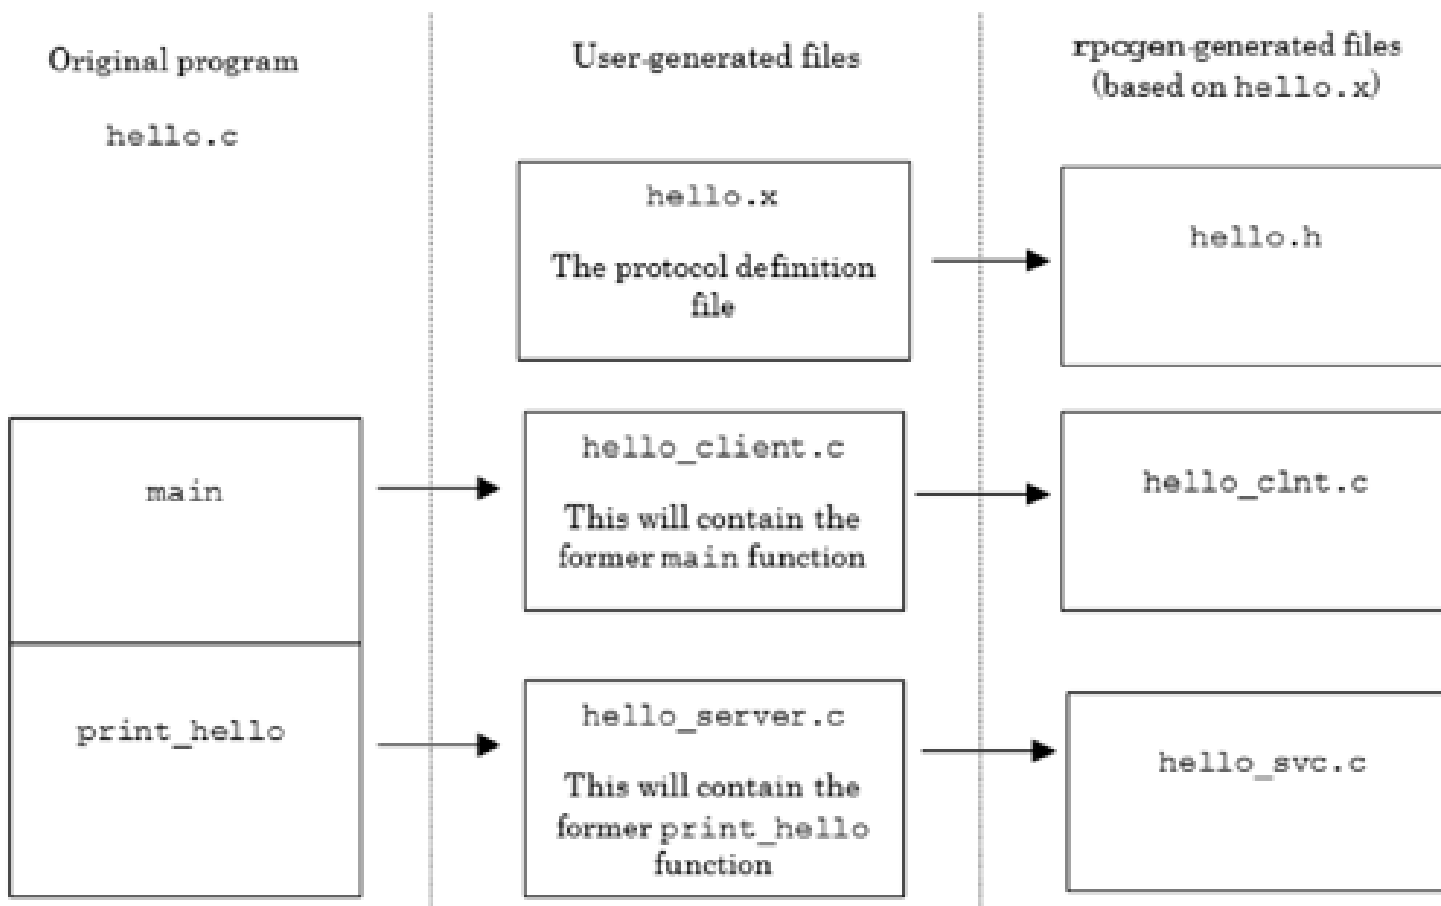 Original program
hello.c
User-generated files
rpcgen-generated files
(based on hello.x)
hello.x
The protocol definition
file
hello.h
main
hello_client.c
This will contain the
former main function
hello_clnt.c
print_hello
hello_server.c
This will contain the
former print_hello
function
hello_svc.c